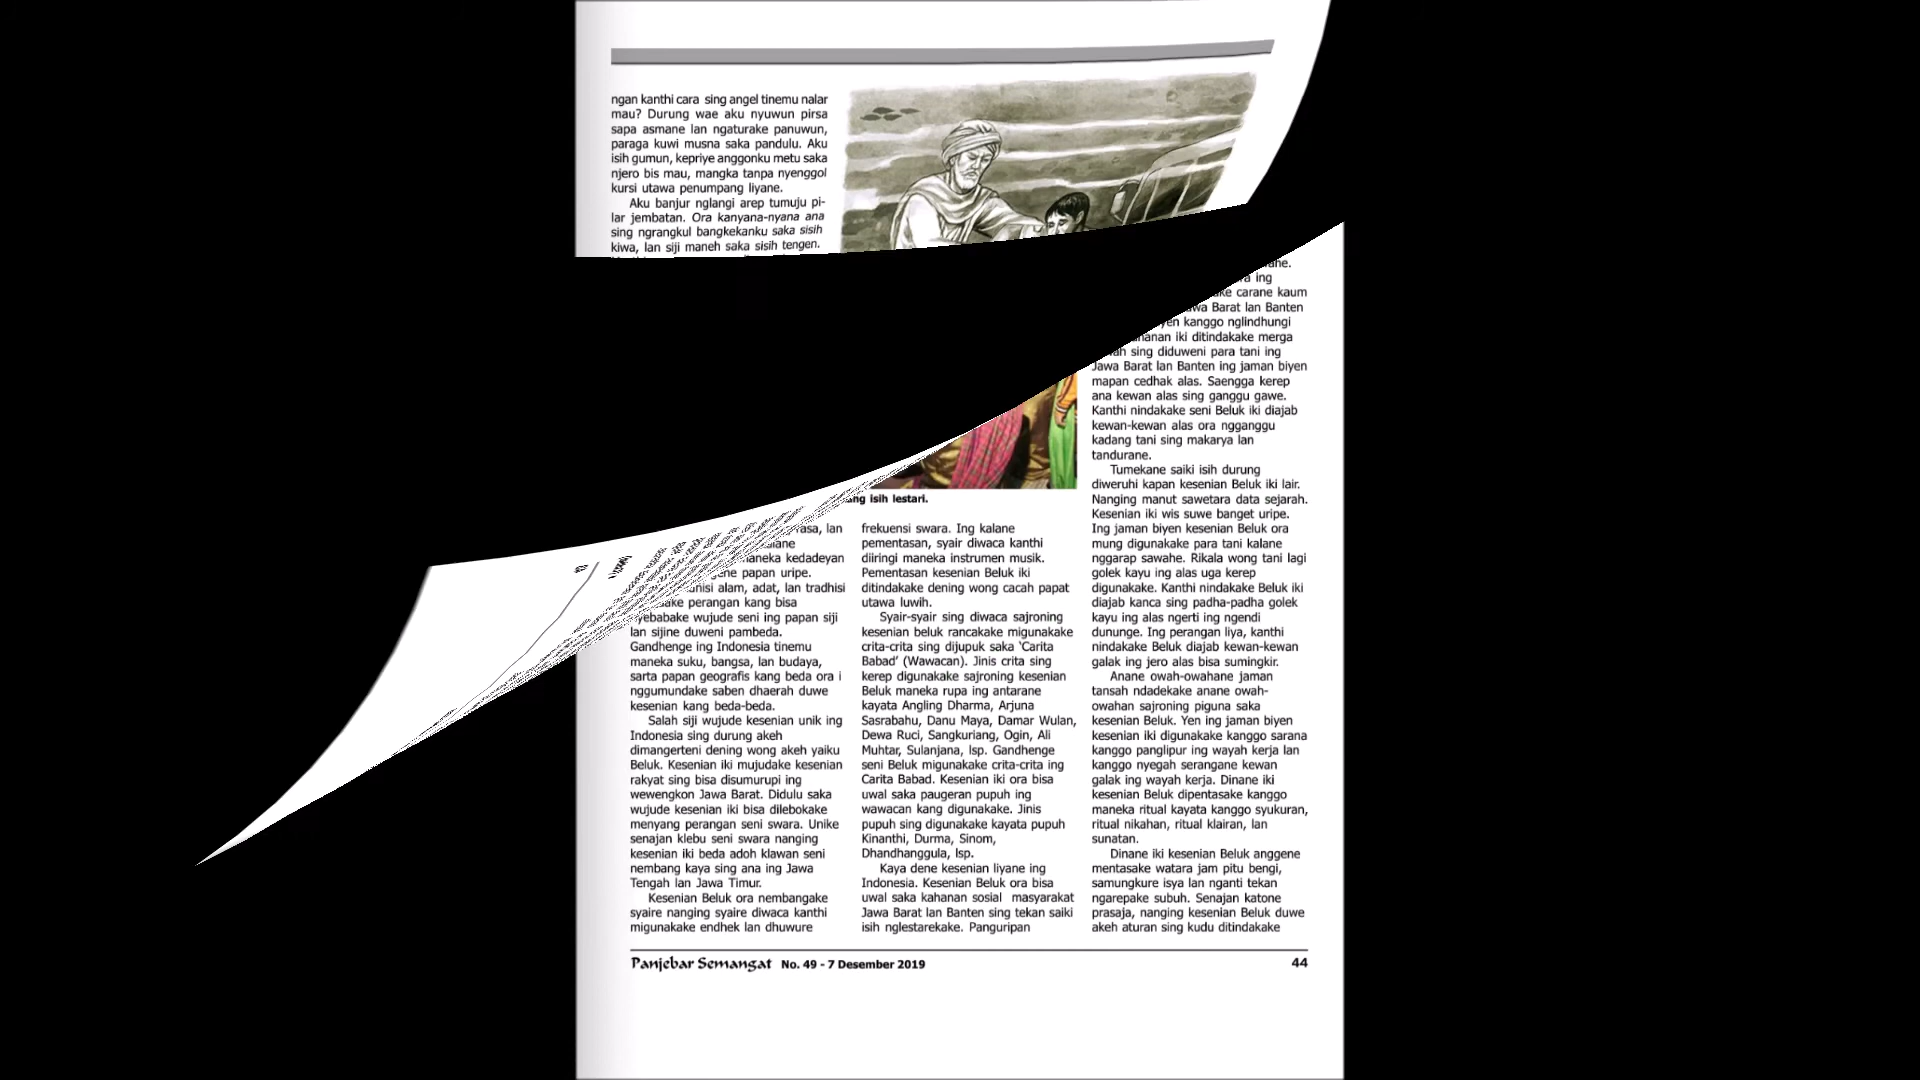 ngan kanthi cara sing angel tinemu nalar
mau? Durung wae aku nyuwun pirsa
sapa asmane lan ngaturake panuwun,
paraga kuwi musna saka pandulu. Aku
isih gumun, kepriye anggonku metu saka
njero bis mau, mangka tanpa nyenggol
kursi utawa penumpang liyane.
Aku banjur nglangi arep tumuju pi-
lar jembatan. Ora kanyana-nyana ana
sing ngrangkul bangkekanku saka sisih
kiwa, lan siji maneh saka sisih tengen.
ang isih lestari.
rasa, lan
maneka kedadeyan
papan uripe.
alam, adat, lan tradhisi
perangan kang bisa
wujude seni ing papan siji
lan sijine duweni pambeda.
Gandhenge ing Indonesia tinemu
maneka suku, bangsa, lan budaya,
sarta papan geografis kang beda ora i
nggumundake saben dhaerah duwe
kesenian kang beda-beda.
Salah siji wujude kesenian unik ing
Indonesia sing durung akeh
dimangerteni dening wong akeh yaiku
Beluk. Kesenian iki mujudake kesenian
rakyat sing bisa disumurupi ing
wewengkon Jawa Barat. Didulu saka
wujude kesenian iki bisa dilebokake
menyang perangan seni swara. Unike
senajan klebu seni swara nanging
kesenian iki beda adoh klawan seni
nembang kaya sing ana ing Jawa
Tengah lan Jawa Timur.
Kesenian Beluk ora nembangake
syaire nanging syaire diwaca kanthi
migunakake endhek lan dhuwure
frekuensi swara. Ing kalane
pementasan, syair diwaca kanthi
diiringi maneka instrumen musik.
Pementasan kesenian Beluk iki
ditindakake dening wong cacah papat
utawa luwih.
Syair-syair sing diwaca sajroning
kesenian beluk rancakake migunakake
crita-crita sing dijupuk saka ‘Carita
Babad’ (Wawacan). Jinis crita sing
kerep digunakake sajroning kesenian
Beluk maneka rupa ing antarane
kayata Angling Dharma, Arjuna
Sasrabahu, Danu Maya, Damar Wulan,
Dewa Ruci, Sangkuriang, Ogin, Ali
Muhtar, Sulanjana, lsp. Gandhenge
seni Beluk migunakake crita-crita ing
Carita Babad. Kesenian iki ora bisa
uwal saka paugeran pupuh ing
wawacan kang digunakake. Jinis
pupuh sing digunakake kayata pupuh
Kinanthi, Durma, Sinom,
Dhandhanggula, lsp.
Kaya dene kesenian liyane ing
Indonesia. Kesenian Beluk ora bisa
uwal saka kahanan sosial masyarakat
Jawa Barat lan Banten sing tekan saiki
isih nglestarekake. Panguripan
ing
carane kaum
Barat lan Banten
kanggo nglindhungi
iki ditindakake merga
sing diduweni para tani ing
Jawa Barat lan Banten ing jaman biyen
mapan cedhak alas. Saengga kerep
ana kewan alas sing ganggu gawe.
Kanthi nindakake seni Beluk iki diajab
kewan-kewan alas ora ngganggu
kadang tani sing makarya lan
tandurane.
Tumekane saiki isih durung
diweruhi kapan kesenian Beluk iki lair.
Nanging manut sawetara data sejarah.
Kesenian iki wis suwe banget uripe.
Ing jaman biyen kesenian Beluk ora
mung digunakake para tani kalane
nggarap sawahe. Rikala wong tani lagi
golek kayu ing alas uga kerep
digunakake. Kanthi nindakake Beluk iki
diajab kanca sing padha-padha golek
kayu ing alas ngerti ing ngendi
dununge. Ing perangan liya, kanthi
nindakake Beluk diajab kewan-kewan
galak ing jero alas bisa sumingkir.
Anane owah-owahane jaman
tansah ndadekake anane owah-
owahan sajroning piguna saka
kesenian Beluk. Yen ing jaman biyen
kesenian iki digunakake kanggo sarana
kanggo panglipur ing wayah kerja lan
kanggo nyegah serangane kewan
galak ing wayah kerja. Dinane iki
kesenian Beluk dipentasake kanggo
maneka ritual kayata kanggo syukuran,
ritual nikahan, ritual klairan, lan
sunatan.
Dinane iki kesenian Beluk anggene
mentasake watara jam pitu bengi,
samungkure isya lan nganti tekan
ngarepake subuh. Senajan katone
prasaja, nanging kesenian Beluk duwe
akeh aturan sing kudu ditindakake
Panjebar Semangat No. 49 - 7 Desember 2019
44